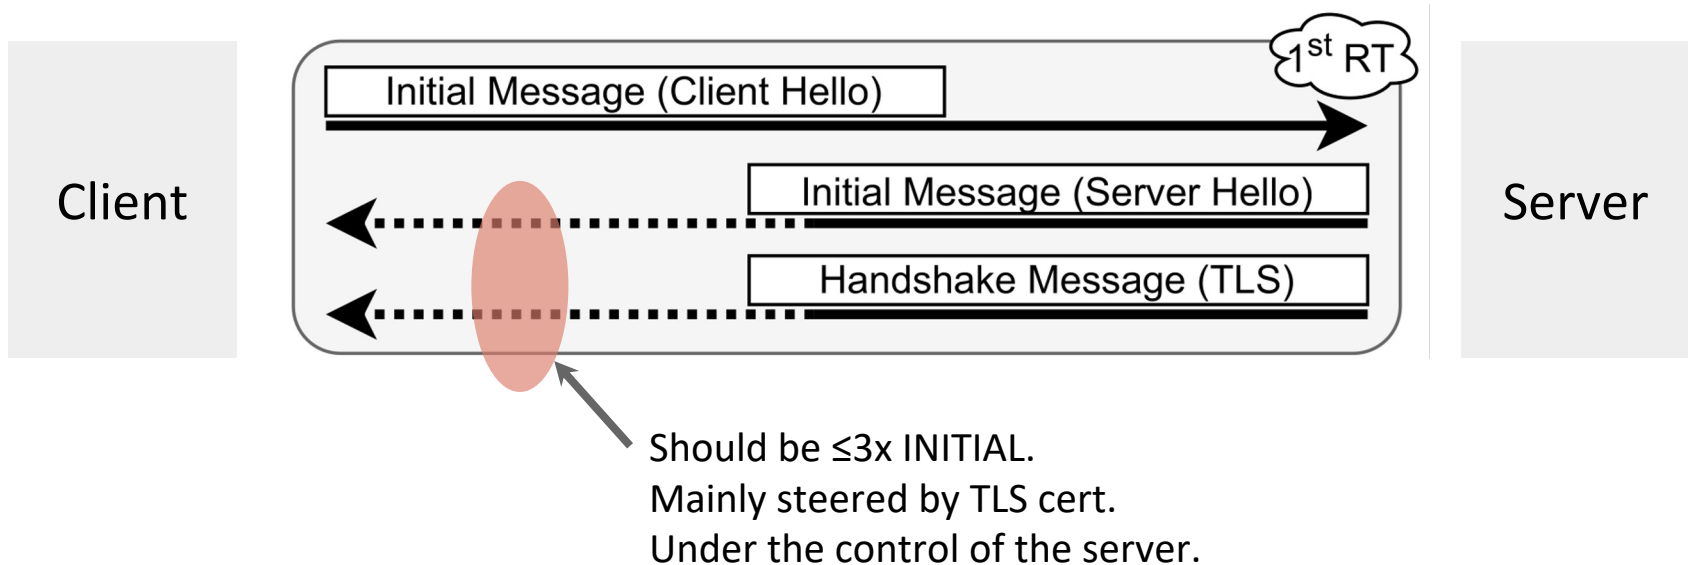 1st RT
Initial Message (Client Hello)
Client
Initial Message (Server Hello)
Server
Handshake Message (TLS)
Should be ≤3x INITIAL.
Mainly steered by TLS cert.
Under the control of the server.